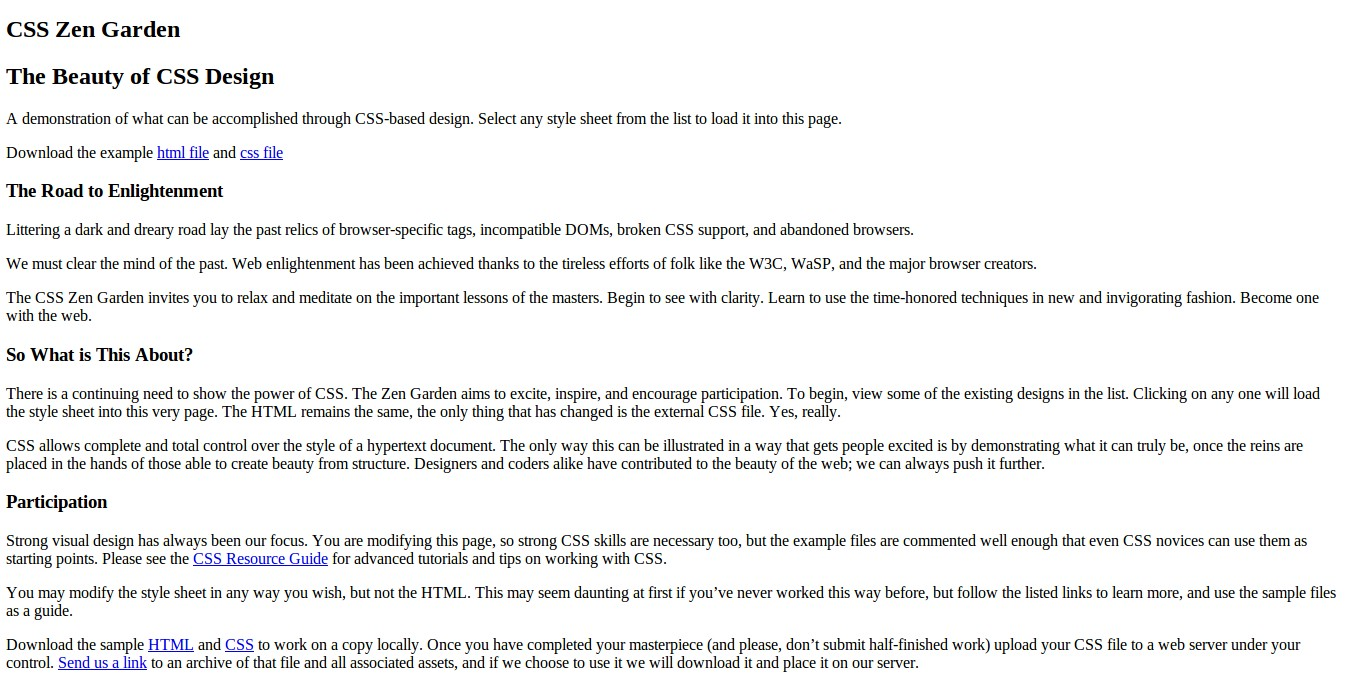 CSS Zen Garden
The Beauty of CSS Design
A demonstration of what can be accomplished through CSS-based design. Select any style sheet from the list to load it into this page.
Download the example html file and css file
The Road to Enlightenment
Littering a dark and dreary road lay the past relics of browser-specific tags, incompatible DOMs, broken CSS support, and abandoned browsers.
We must clear the mind of the past. Web enlightenment has been achieved thanks to the tireless efforts of folk like the W3C, WaSP, and the major browser creators.
The CSS Zen Garden invites you to relax and meditate on the important lessons of the masters. Begin to see with clarity. Learn to use the time-honored techniques in new and invigorating fashion. Become one
with the web.
So What is This About?
There is a continuing need to show the power of CSS. The Zen Garden aims to excite, inspire, and encourage participation. To begin, view some of the existing designs in the list. Clicking on any one will load
the style sheet into this very page. The HTML remains the same, the only thing that has changed is the external CSS file. Yes, really.
CSS allows complete and total control over the style of a hypertext document. The only way this can be illustrated in a way that gets people excited is by demonstrating what it can truly be, once the reins are
placed in the hands of those able to create beauty from structure. Designers and coders alike have contributed to the beauty of the web; we can always push it further.
Participation
Strong visual design has always been our focus. You are modifying this page, so strong CSS skills are necessary too, but the example files are commented well enough that even CSS novices can use them as
starting points. Please see the CSS Resource Guide for advanced tutorials and tips on working with CSS.
You may modify the style sheet in any way you wish, but not the HTML. This may seem daunting at first if you’ve never worked this way before, but follow the listed links to learn more, and use the sample files
as a guide.
Download the sample HTML and CSS to work on a copy locally. Once you have completed your masterpiece (and please, don’t submit half-finished work) upload your CSS file to a web server under your
control. Send us a link to an archive of that file and all associated assets, and if we choose to use it we will download it and place it on our server.